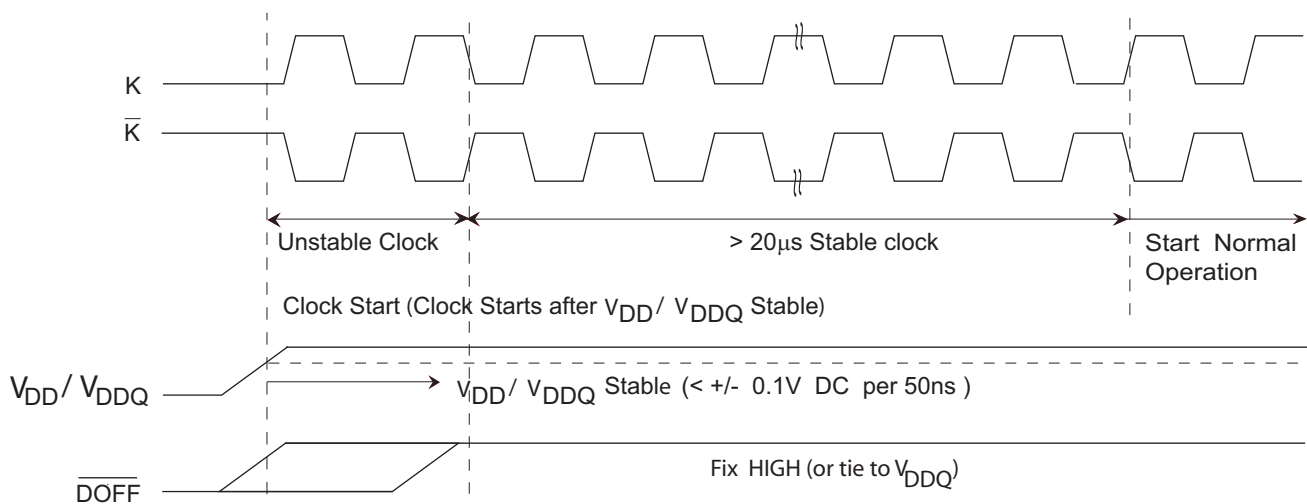 K
K̅
Unstable Clock
> 20μs Stable clock
Start Normal
Operation
Clock Start (Clock Starts after VDD / VDDQ Stable)
VDD / VDDQ
VDD / VDDQ Stable (< +/- 0.1V DC per 50ns )
D̅O̅F̅F̅
Fix HIGH (or tie to VDDQ)